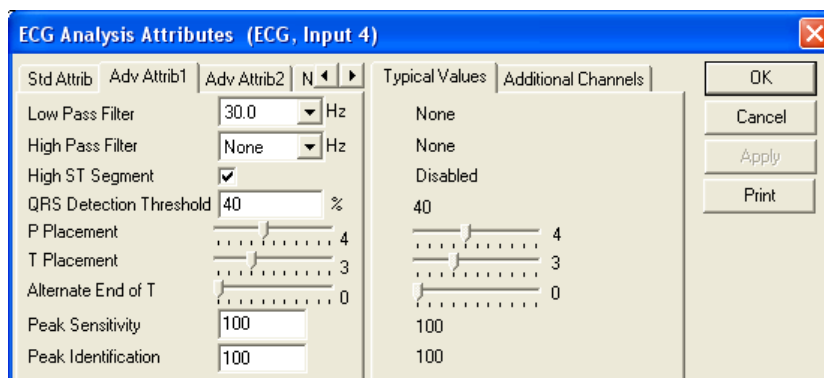 ECG Analysis Attributes (ECG, Input 4)
Std Attrib Adv Attrib1 Adv Attrib2 N Typical Values Additional Channels OK
Low Pass Filter 30.0 Hz None Cancel
High Pass Filter None Hz None Apply
High ST Segment Disabled
QRS Detection Threshold 40 % 40 Print
P Placement 4 4
T Placement 3 3
Alternate End of T 0 0
Peak Sensitivity 100 100
Peak Identification 100 100